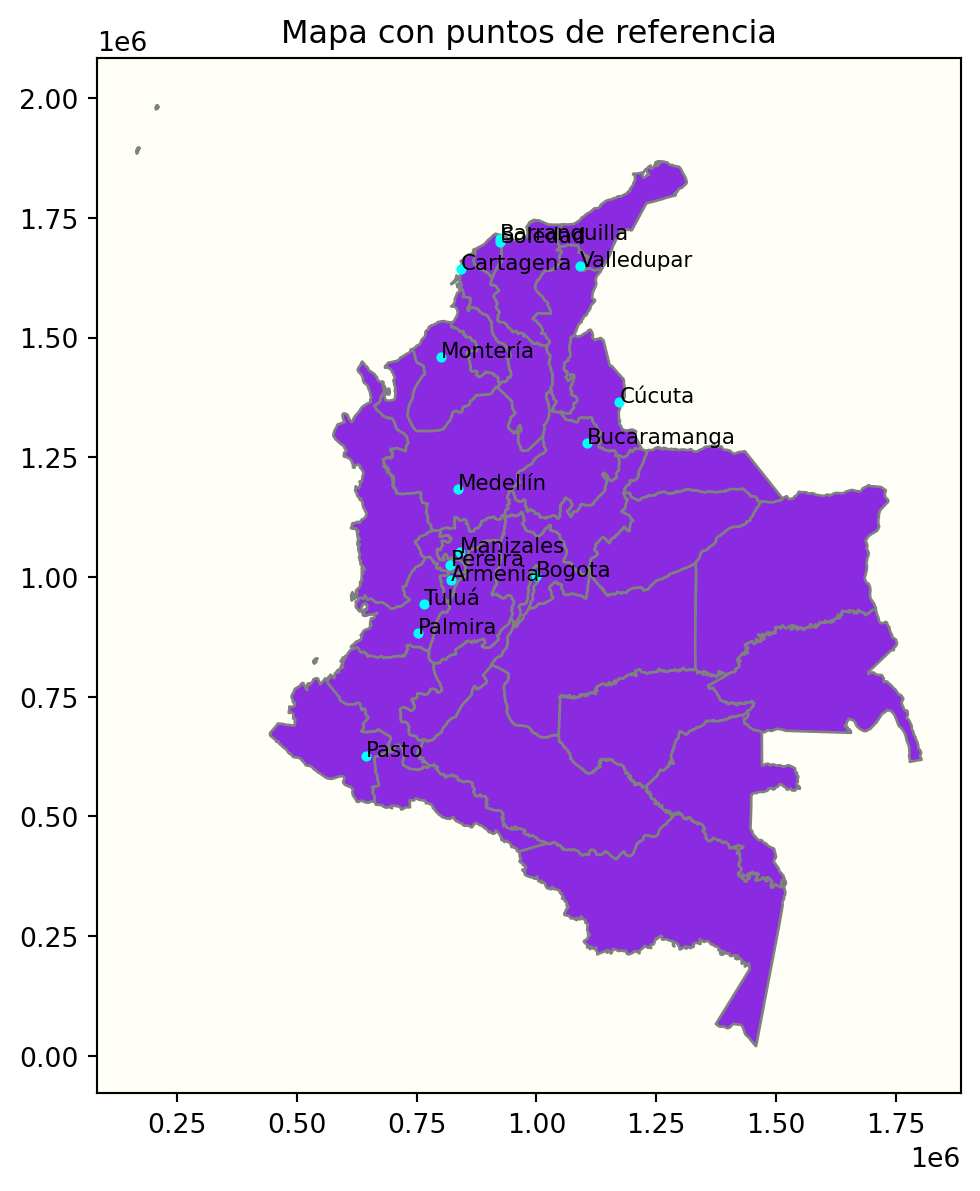 Mapa con puntos de referencia
1e6
2.00
1.75
1.50
1.25
1.00
0.75
0.50
0.25
0.00
Barranquilla
Soledad
Cartagena
Valledupar
Montería
Cúcuta
Bucaramanga
Medellín
Manizales
Pereira
Armenia
Bogota
Tuluá
Palmira
Pasto
0.25 0.50 0.75 1.00 1.25 1.50 1.75
1e6